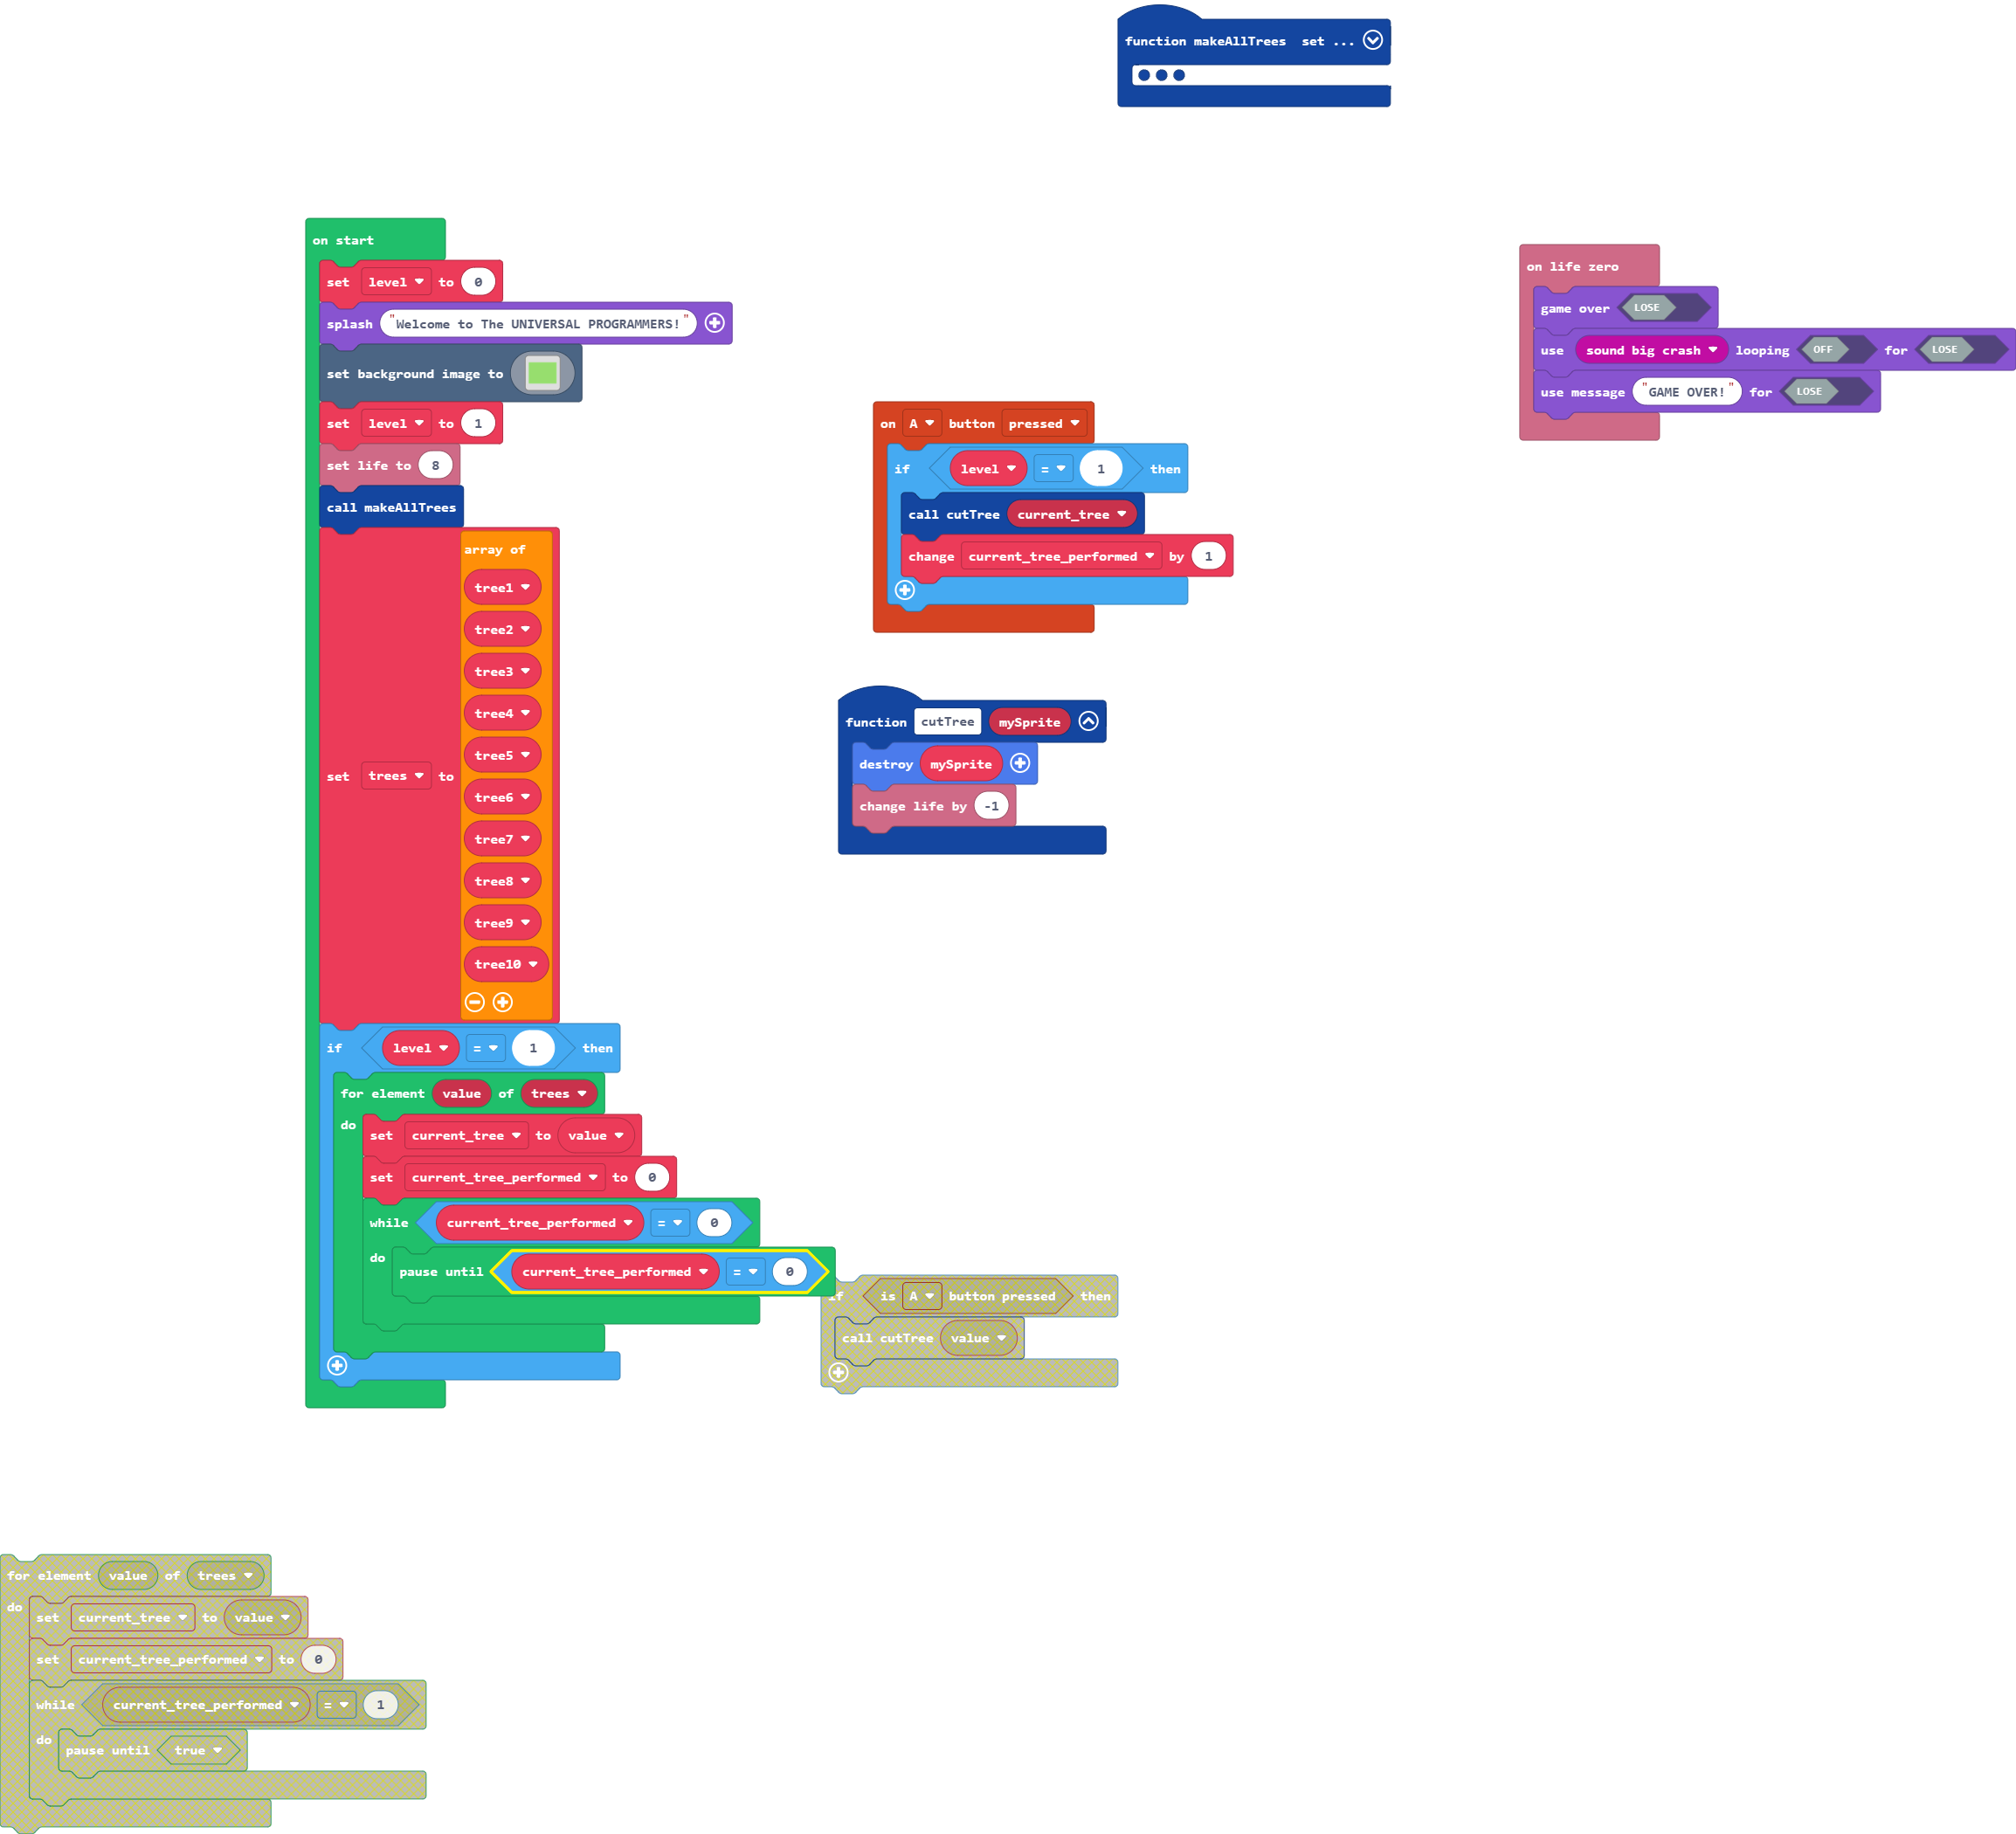 function makeAllTrees set ...
on start
set level to 0
splash "Welcome to The UNIVERSAL PROGRAMMERS!"
set background image to
set level to 1
set life to 8
call makeAllTrees
set trees to
array of
tree1
tree2
tree3
tree4
tree5
tree6
tree7
tree8
tree9
tree10
if level = 1 then
for element value of trees
do
set current_tree to value
set current_tree_performed to 0
while current_tree_performed = 0
do
pause until current_tree_performed = 0
on A button pressed
if level = 1 then
call cutTree current_tree
change current_tree_performed by 1
function cutTree mySprite
destroy mySprite
change life by -1
on life zero
game over LOSE
use sound big crash looping OFF for LOSE
use message "GAME OVER!" for LOSE
if is A button pressed then
call cutTree value
for element value of trees
do
set current_tree to value
set current_tree_performed to 0
while current_tree_performed = 1
do
pause until true